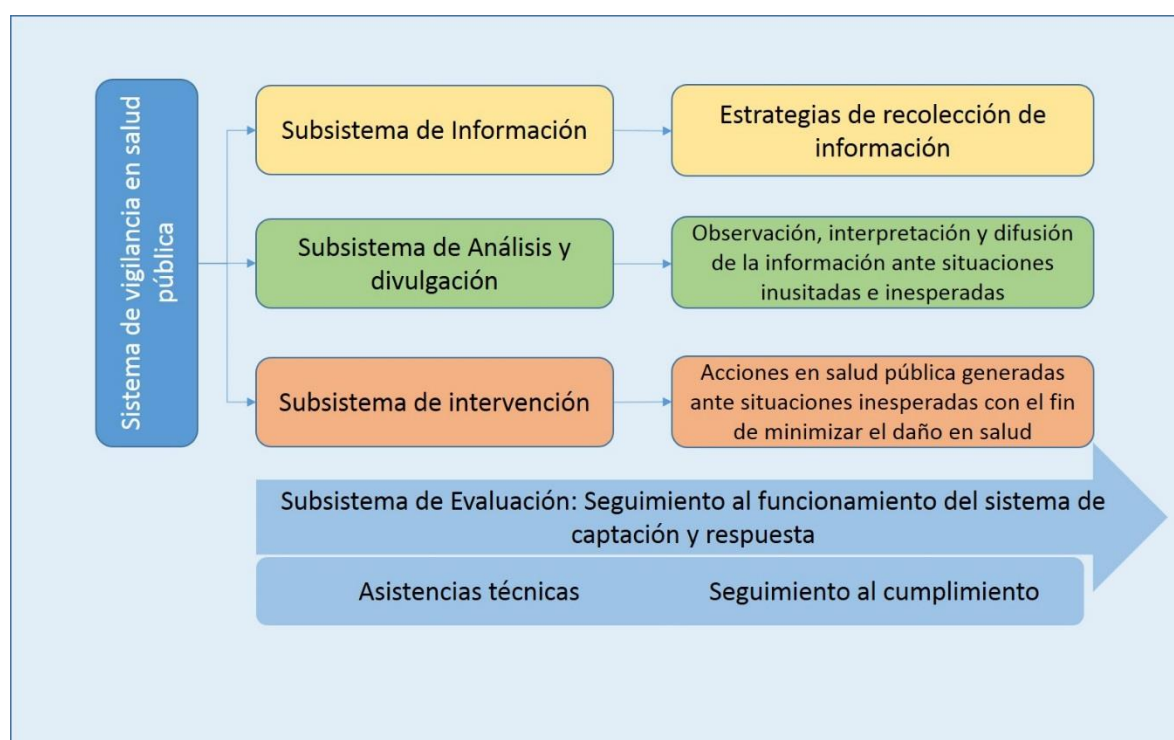 Sistema de vigilancia en salud
pública
Subsistema de Información
Estrategias de recolección de
información
Subsistema de Análisis y
divulgación
Observación, interpretación y difusión
de la información ante situaciones
inusitadas e inesperadas
Subsistema de intervención
Acciones en salud pública generadas
ante situaciones inesperadas con el fin
de minimizar el daño en salud
Subsistema de Evaluación: Seguimiento al funcionamiento del sistema de
captación y respuesta
Asistencias técnicas
Seguimiento al cumplimiento